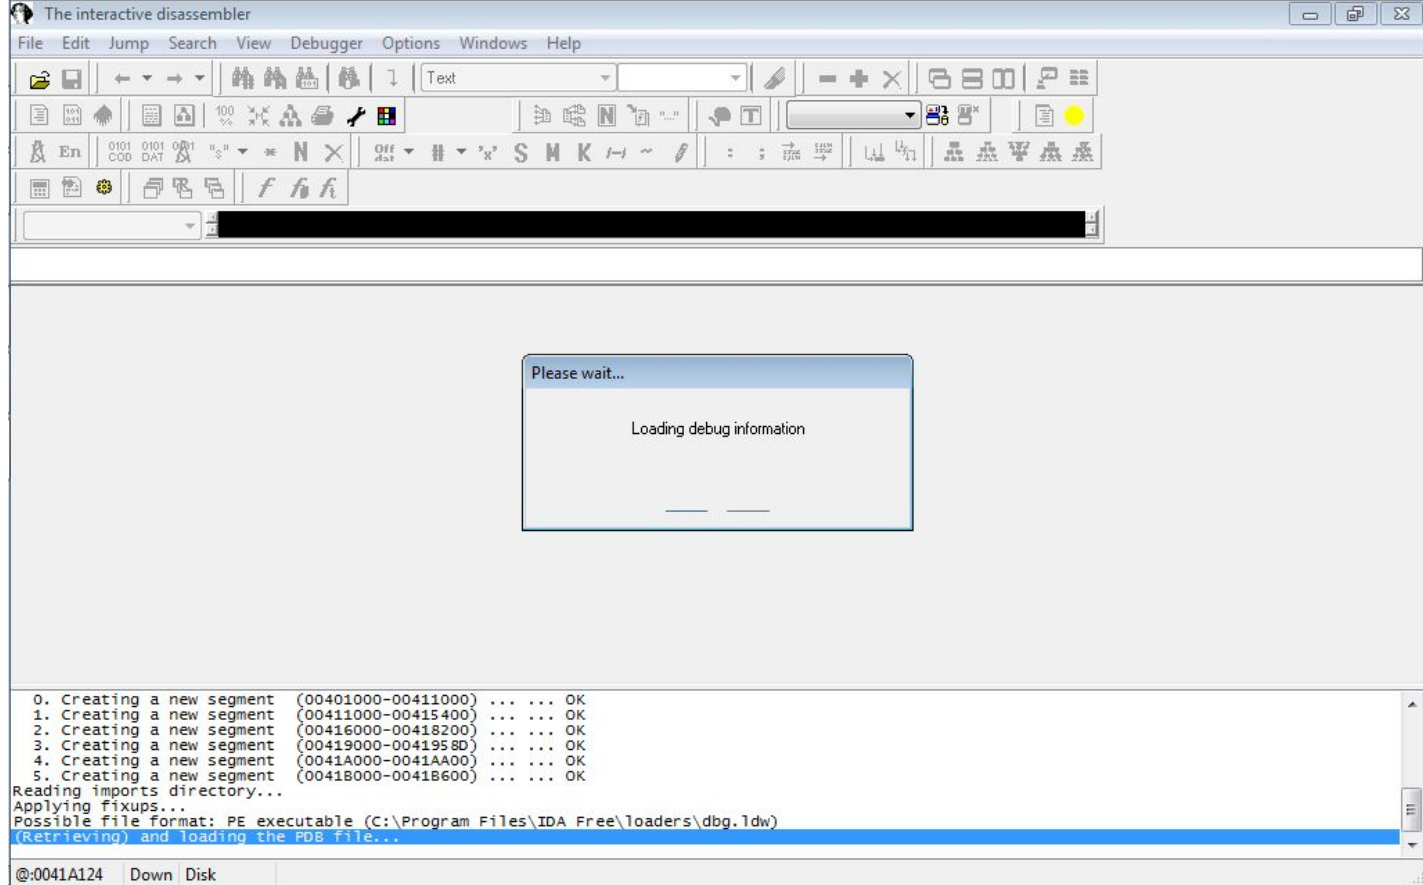 The interactive disassembler
File Edit Jump Search View Debugger Options Windows Help
Text
En
N
S M K
f
0. Creating a new segment (00401000-00411000) ... ... OK
1. Creating a new segment (00411000-00415400) ... ... OK
2. Creating a new segment (00416000-00418200) ... ... OK
3. Creating a new segment (00419000-0041958D) ... ... OK
4. Creating a new segment (0041A000-0041AA00) ... ... OK
5. Creating a new segment (0041B000-0041B600) ... ... OK
Reading imports directory...
Applying fixups...
Possible file format: PE executable (C:\Program Files\IDA Free\loaders\dbg.ldw)
(Retrieving) and loading the PDB file...
@:0041A124 Down Disk
Please wait...
Loading debug information